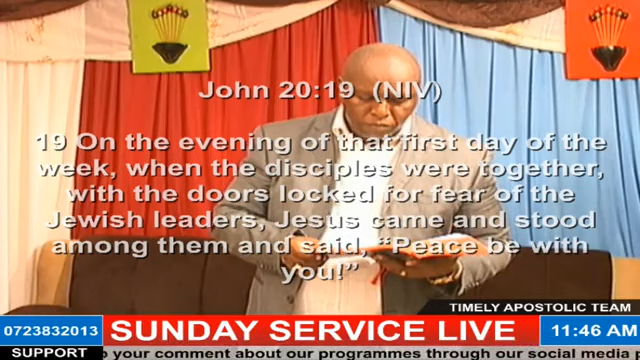 John 20:19 (NIV)
19 On the evening of that first day of the
week, when the disciples were together,
with the doors locked for fear of the
Jewish leaders, Jesus came and stood
among them and said, “Peace be with
you!”
TIMELY APOSTOLIC TEAM
0723832013
SUNDAY SERVICE LIVE
11:46 AM
SUPPORT
your comment about our programmes through our social media